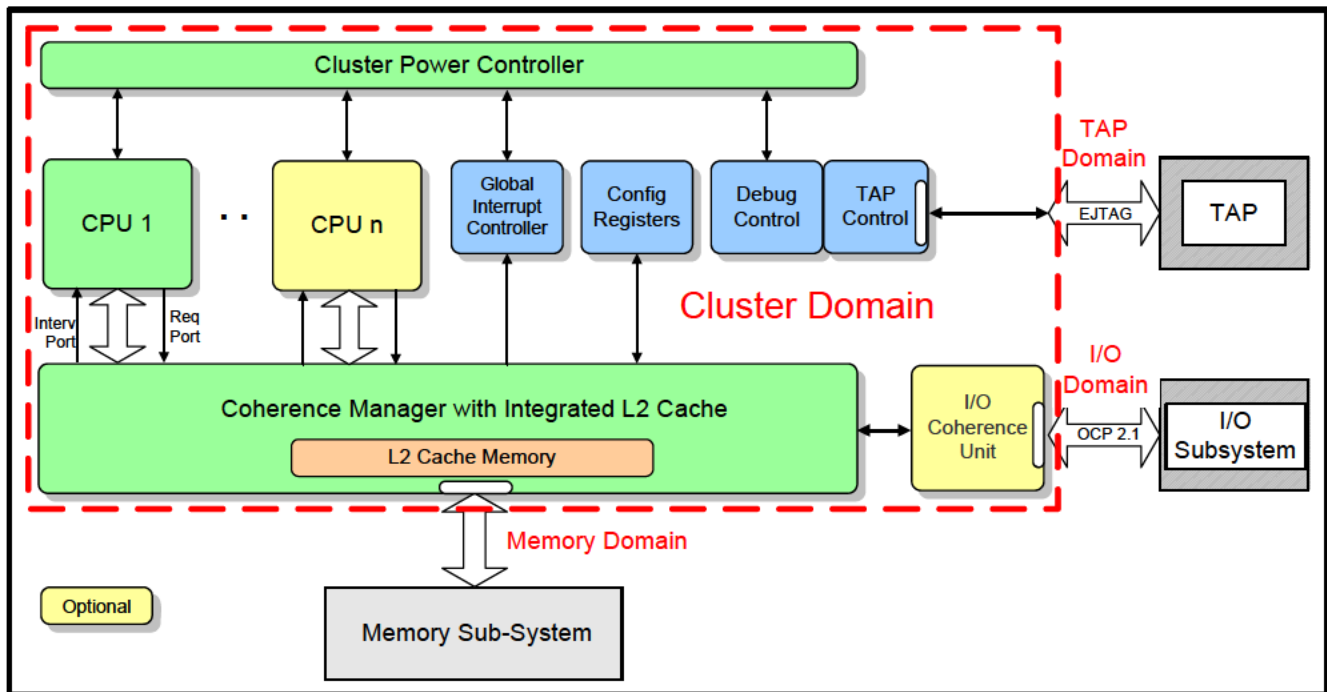 Cluster Power Controller
TAP
Domain
CPU 1
. .
CPU n
Global
Interrupt
Controller
Config
Registers
Debug
Control
TAP
Control
EJTAG
TAP
Interv
Port
Req
Port
Cluster Domain
I/O
Domain
Coherence Manager with Integrated L2 Cache
L2 Cache Memory
I/O
Coherence
Unit
OCP 2.1
I/O
Subsystem
Memory Domain
Optional
Memory Sub-System